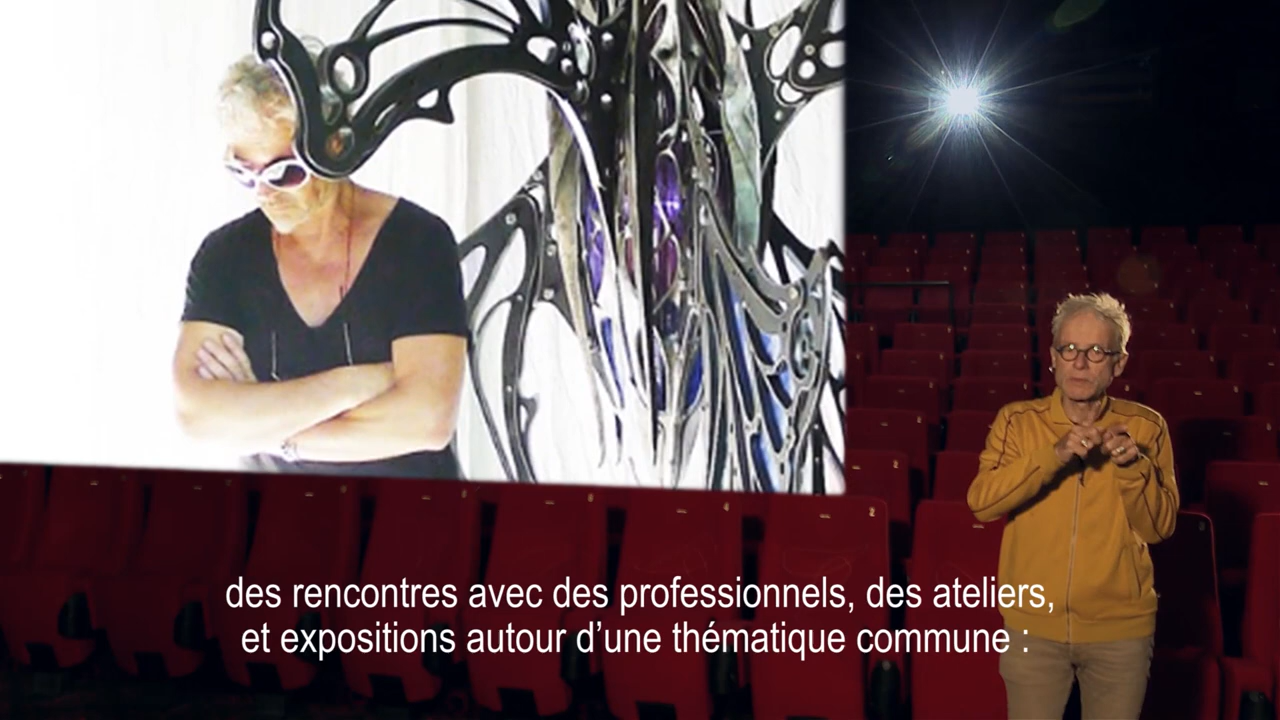 des rencontres avec des professionnels, des ateliers,
et expositions autour d’une thématique commune :